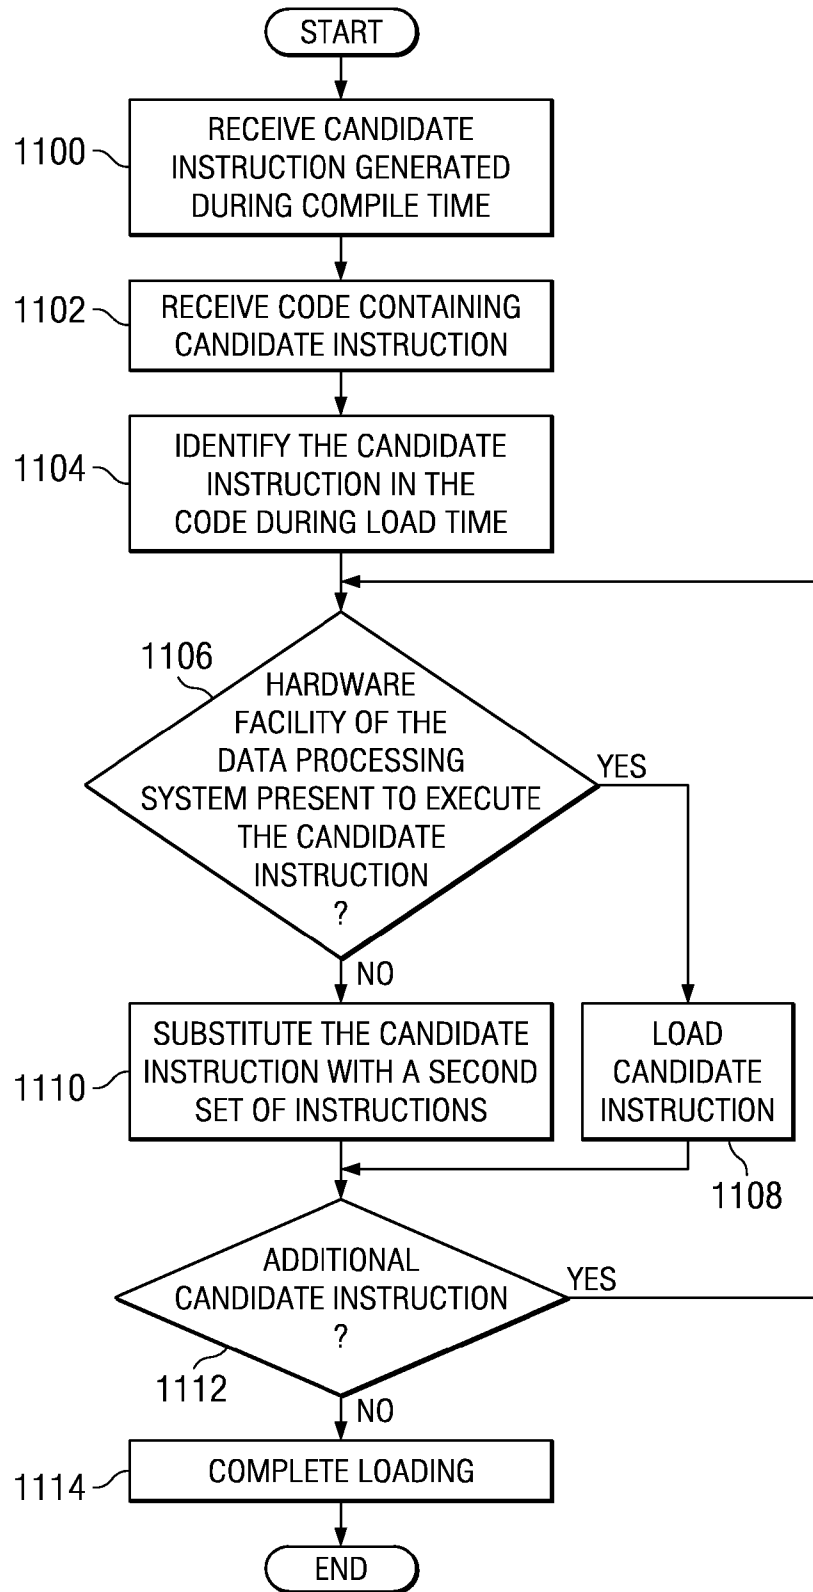 START
1100
RECEIVE CANDIDATE
INSTRUCTION GENERATED
DURING COMPILE TIME
1102
RECEIVE CODE CONTAINING
CANDIDATE INSTRUCTION
1104
IDENTIFY THE CANDIDATE
INSTRUCTION IN THE
CODE DURING LOAD TIME
1106
HARDWARE
FACILITY OF THE
DATA PROCESSING
SYSTEM PRESENT TO EXECUTE
THE CANDIDATE
INSTRUCTION
?
YES
NO
1110
SUBSTITUTE THE CANDIDATE
INSTRUCTION WITH A SECOND
SET OF INSTRUCTIONS
LOAD
CANDIDATE
INSTRUCTION
1108
ADDITIONAL
CANDIDATE INSTRUCTION
?
YES
1112
NO
1114
COMPLETE LOADING
END